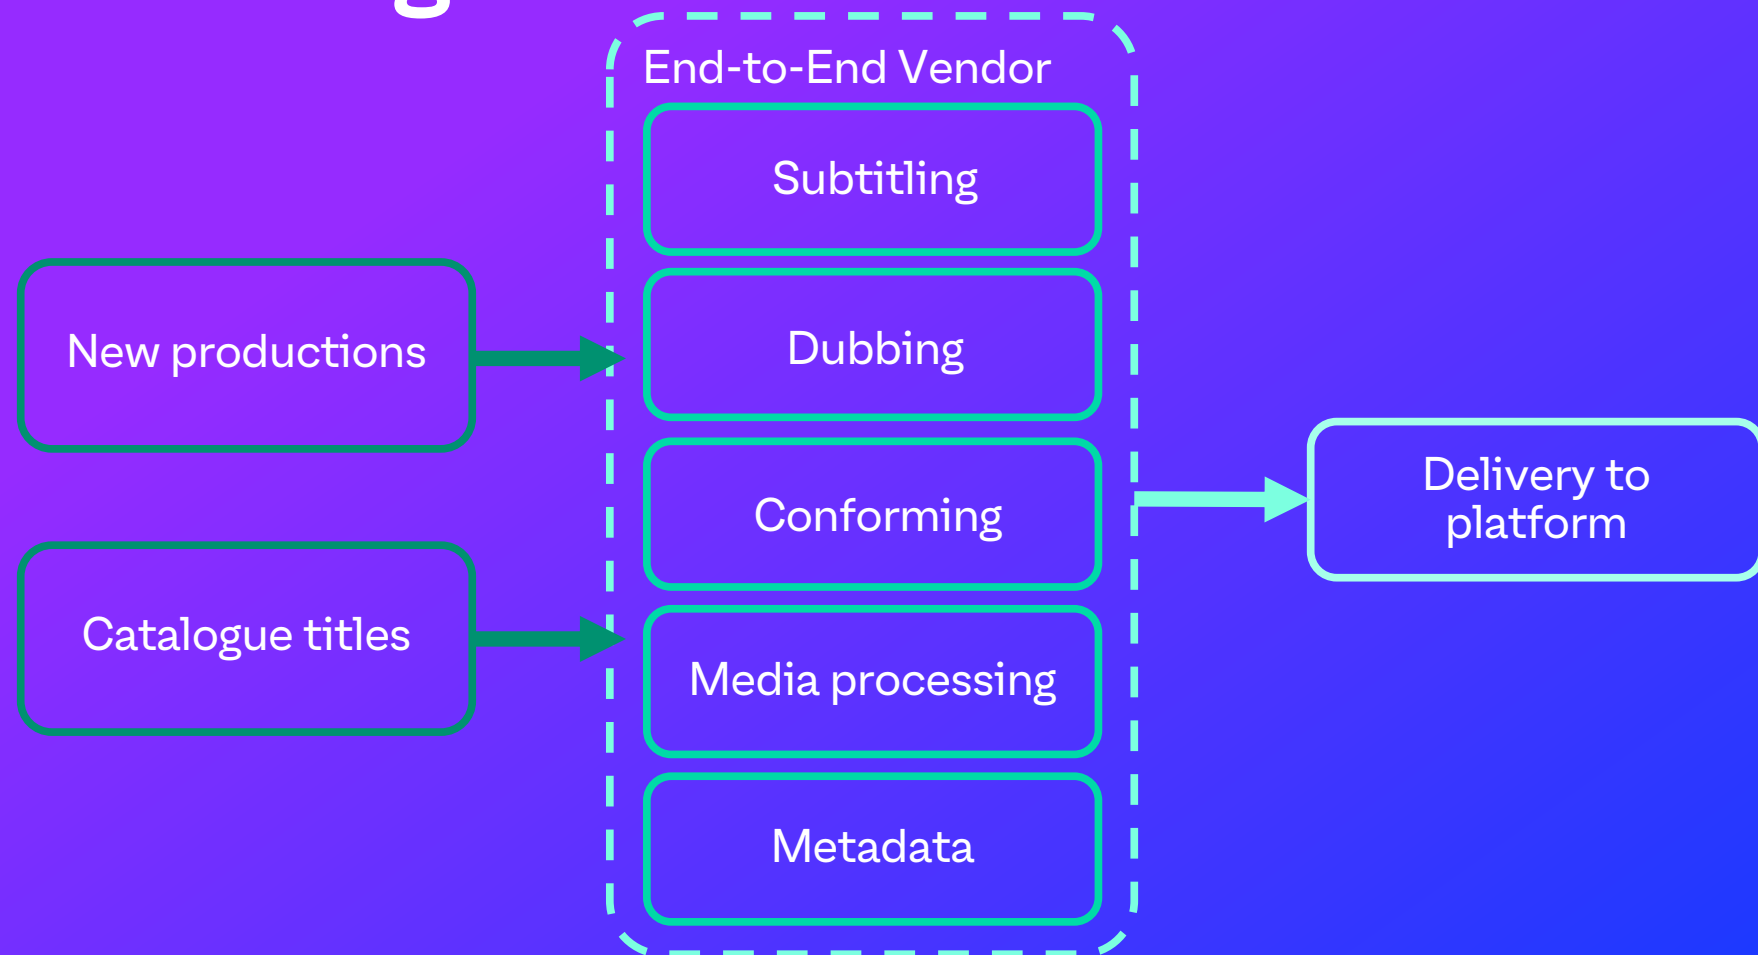 End-to-End Vendor
Subtitling
New productions
Dubbing
Conforming
Delivery to
platform
Catalogue titles
Media processing
Metadata